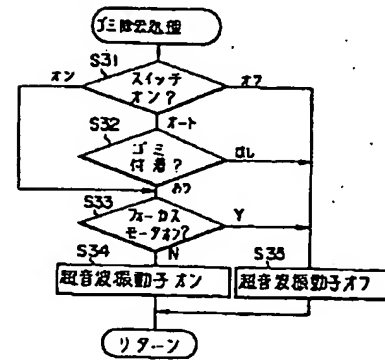 ゴミ除去処理
S31
オン
スイッチ
オン?
オフ
S32
オート
ゴミ
付着?
なし
あり
S33
フォーカス
モータオン?
Y
S34
N
S35
超音波振動子オン
超音波振動子オフ
リターン